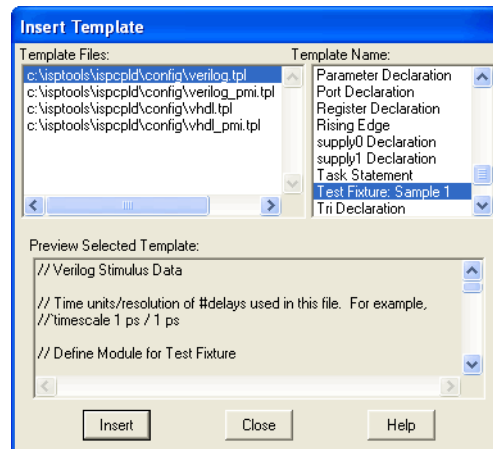 Insert Template
Template Files:
Template Name:
c:\isptools\ispcpld\config\verilog.tpl
c:\isptools\ispcpld\config\verilog_pmi.tpl
c:\isptools\ispcpld\config\vhdl.tpl
c:\isptools\ispcpld\config\vhdl_pmi.tpl
Parameter Declaration
Port Declaration
Register Declaration
Rising Edge
supply0 Declaration
supply1 Declaration
Task Statement
Test Fixture: Sample 1
Tri Declaration
Preview Selected Template:
// Verilog Stimulus Data
// Time units/resolution of #delays used in this file. For example,
//`timescale 1 ps / 1 ps
// Define Module for Test Fixture
Insert
Close
Help